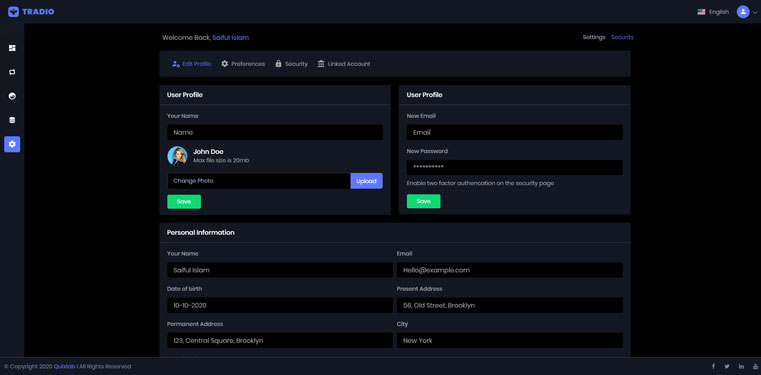 TRADIO
English
Welcome Back, Saiful Islam
Settings Security
Edit Profile Preferences Security Linked Account
User Profile
Your Name
Name
John Doe
Max file size is 20mb
Change Photo Upload
Save
User Profile
New Email
Email
New Password
**********
Enable two factor authencation on the security page
Save
Personal Information
Your Name Email
Saiful Islam Hello@example.com
Date of birth Present Address
10-10-2020 56, Old Street, Brooklyn
Permanent Address City
123, Central Square, Brooklyn New York
© Copyright 2020 Quixlab I All Rights Reserved